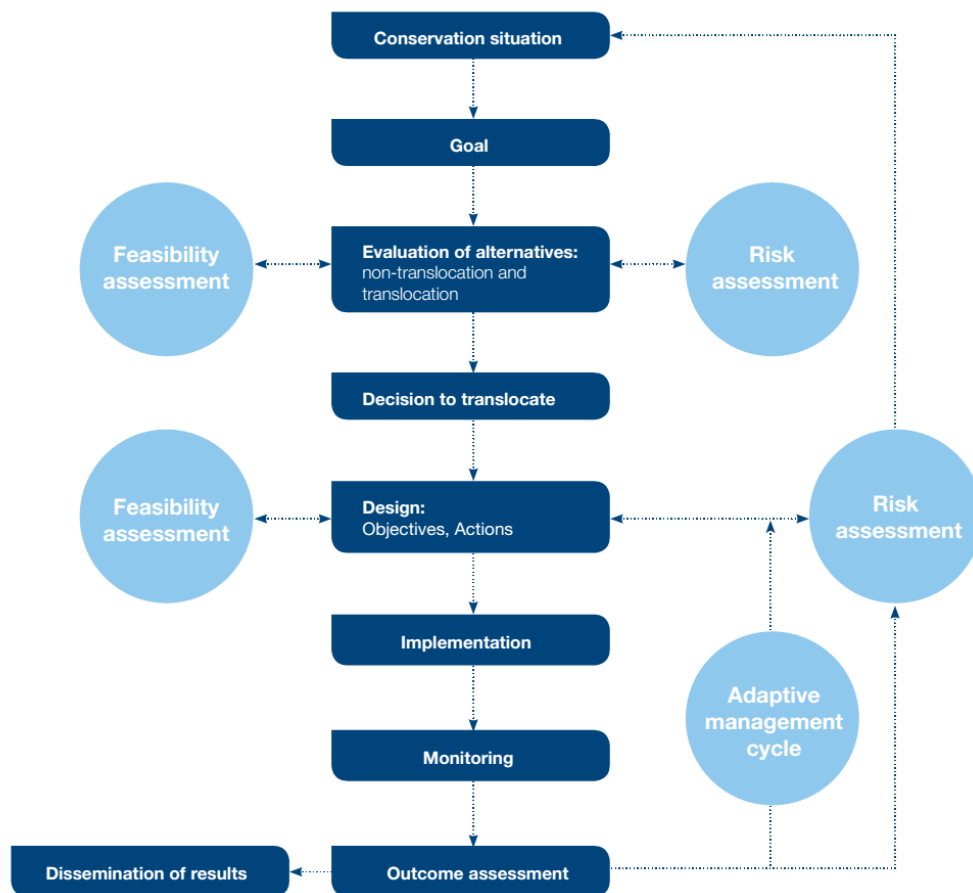 Conservation situation
Goal
Feasibility
assessment
Evaluation of alternatives:
non-translocation and
translocation
Risk
assessment
Decision to translocate
Feasibility
assessment
Design:
Objectives, Actions
Risk
assessment
Implementation
Adaptive
management
cycle
Monitoring
Dissemination of results
Outcome assessment